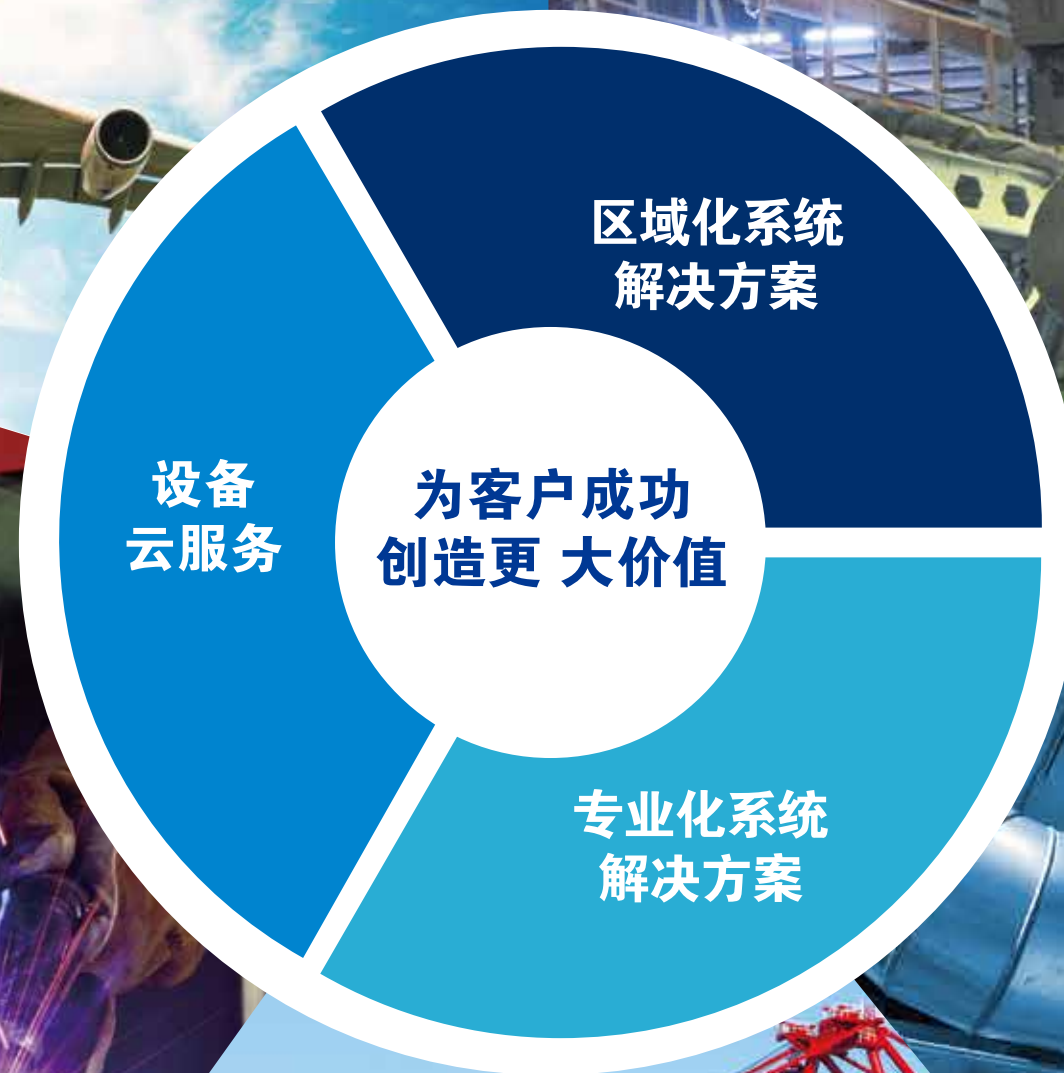 区域化系统
解决方案
设备
云服务
为客户成功
创造更 大价值
专业化系统
解决方案